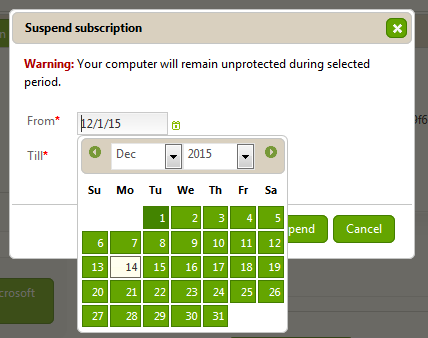 Suspend subscription
Warning: Your computer will remain unprotected during selected
period.
From* 12/1/15
Till*
Dec 2015
Su Mo Tu We Th Fr Sa
1 2 3 4 5
6 7 8 9 10 11 12
13 14 15 16 17 18 19
20 21 22 23 24 25 26
27 28 29 30 31
pend Cancel
crosoft